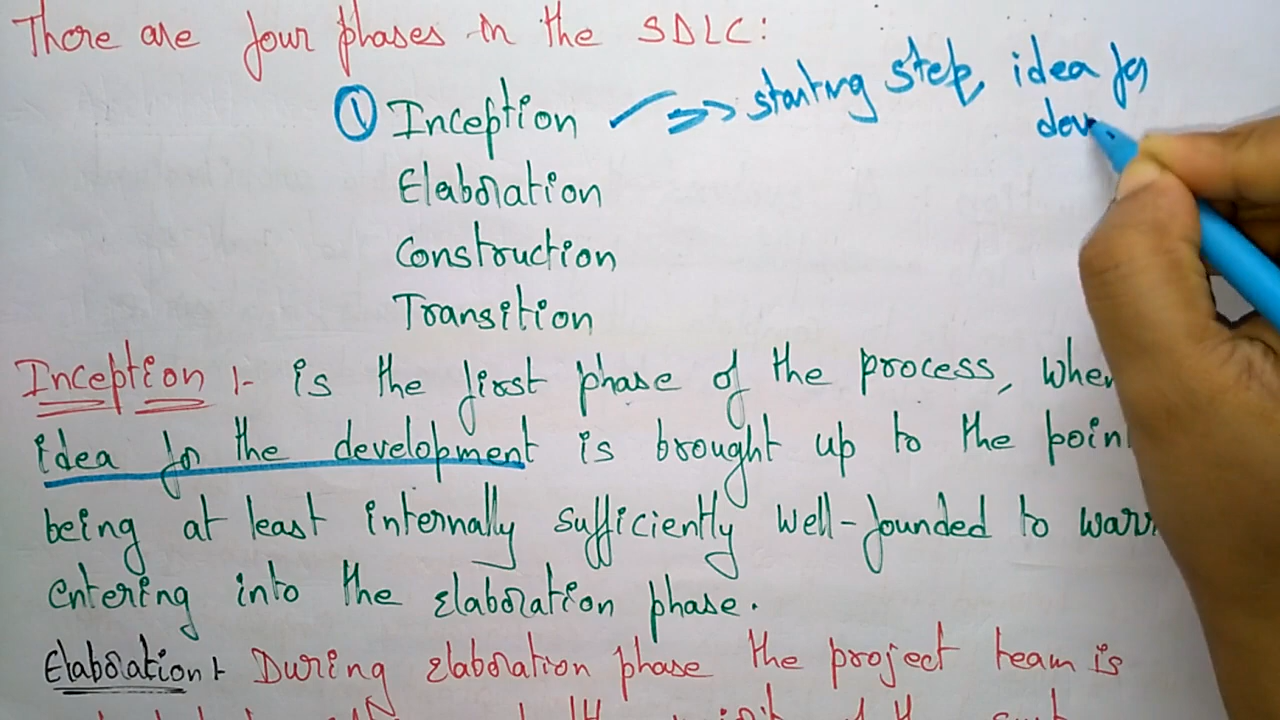 There are four phases in the SDLC:
① Inception ✓ => > starting step, idea for
dev.
Elaboration
Construction
Transition
Inception :- is the first phase of the process, when
idea for the development is brought up to the
being at least internally sufficiently well-founded to
entering into the elaboration phase.
Elaboration :- During elaboration phase the project team is